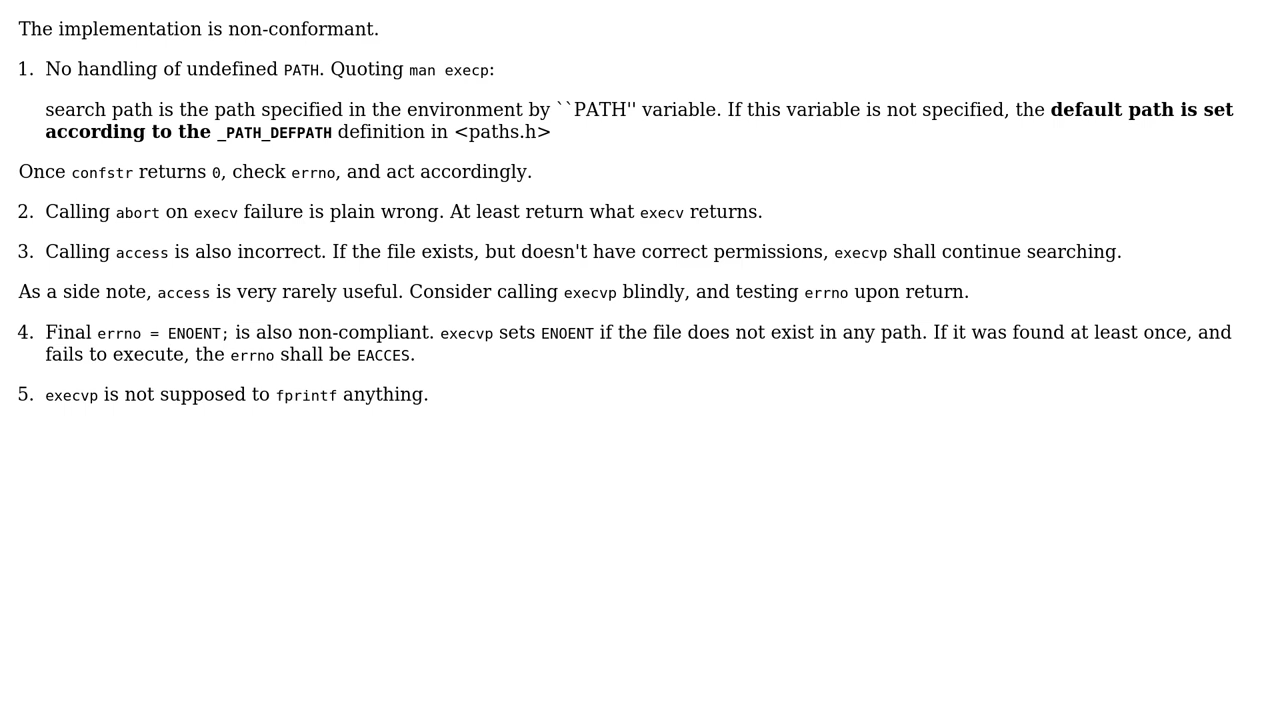 The implementation is non-conformant.
1. No handling of undefined PATH. Quoting man execp:
search path is the path specified in the environment by ``PATH'' variable. If this variable is not specified, the default path is set
according to the _PATH_DEFPATH definition in <paths.h>
Once confstr returns 0, check errno, and act accordingly.
2. Calling abort on execv failure is plain wrong. At least return what execv returns.
3. Calling access is also incorrect. If the file exists, but doesn't have correct permissions, execvp shall continue searching.
As a side note, access is very rarely useful. Consider calling execvp blindly, and testing errno upon return.
4. Final errno = ENOENT; is also non-compliant. execvp sets ENOENT if the file does not exist in any path. If it was found at least once, and
fails to execute, the errno shall be EACCES.
5. execvp is not supposed to fprintf anything.